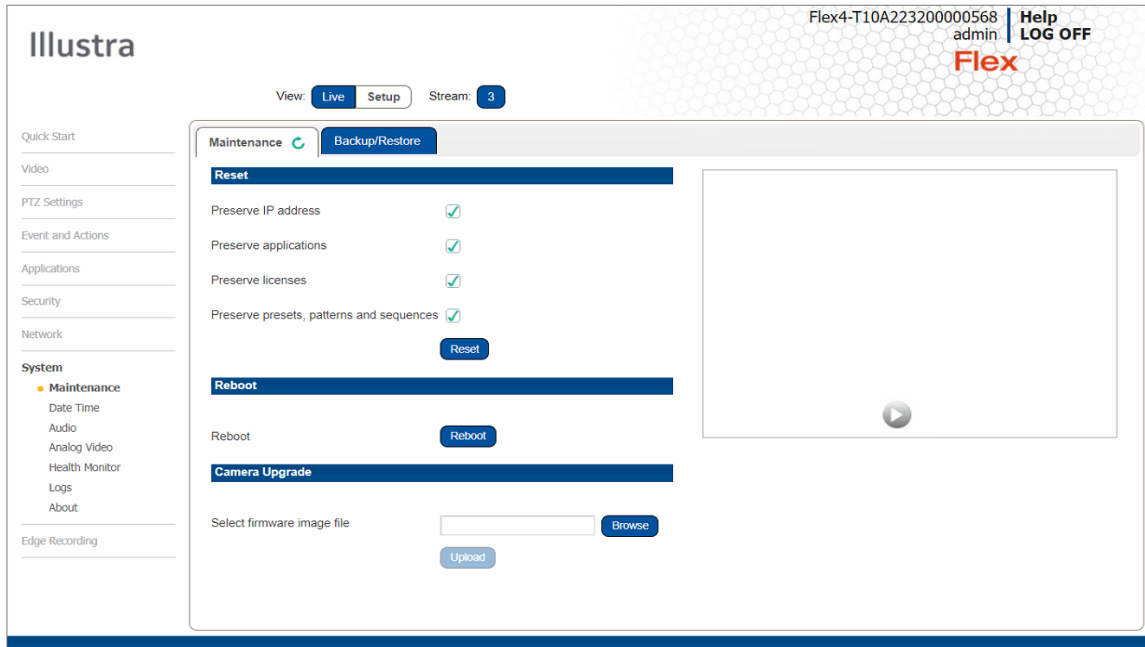 Illustra
Flex4-T10A223200000568
Help
admin
LOG OFF
Flex
View:
Live
Setup
Stream:
3
Quick Start
Video
PTZ Settings
Event and Actions
Applications
Security
Network
System
Maintenance
Date Time
Audio
Analog Video
Health Monitor
Logs
About
Edge Recording
Maintenance
Backup/Restore
Reset
Preserve IP address
Preserve applications
Preserve licenses
Preserve presets, patterns and sequences
Reset
Reboot
Reboot
Reboot
Camera Upgrade
Select firmware image file
Browse
Upload